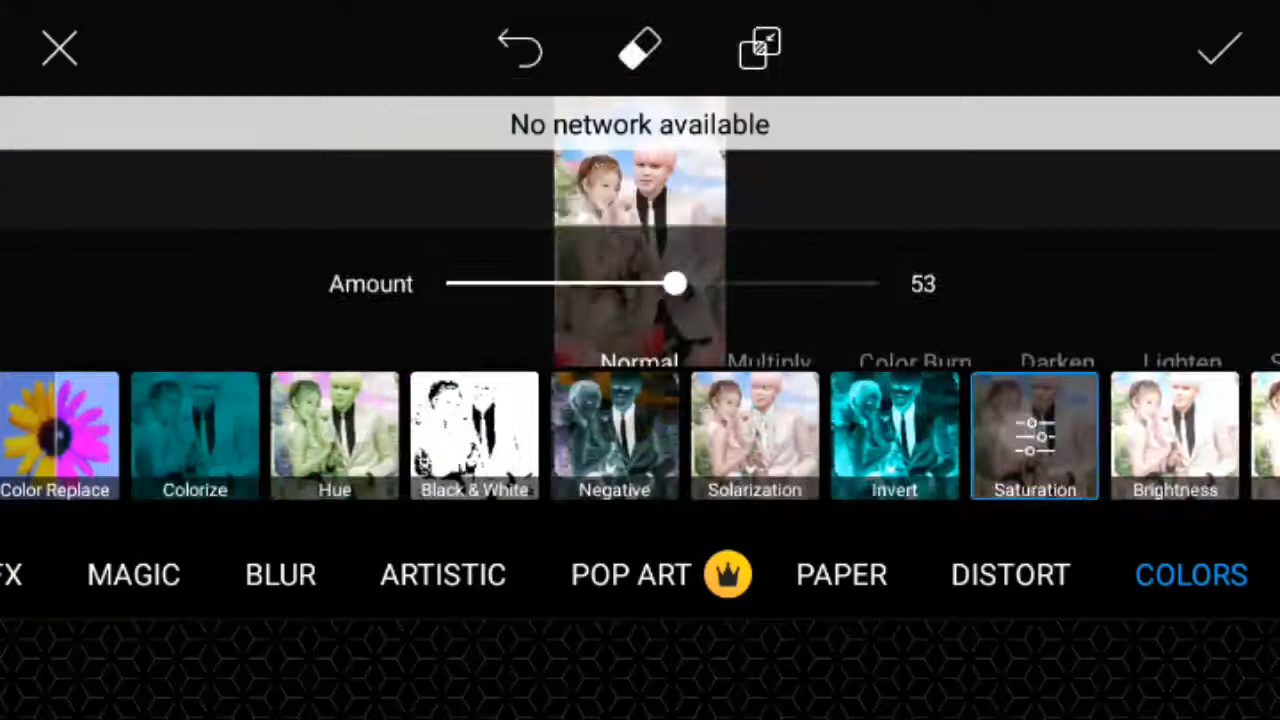 No network available
Amount 53
Normal Multiply Color Burn Darken Lighten
Color Replace Colorize Hue Black & White Negative Solarization Invert Saturation Brightness
FX MAGIC BLUR ARTISTIC POP ART PAPER DISTORT COLORS